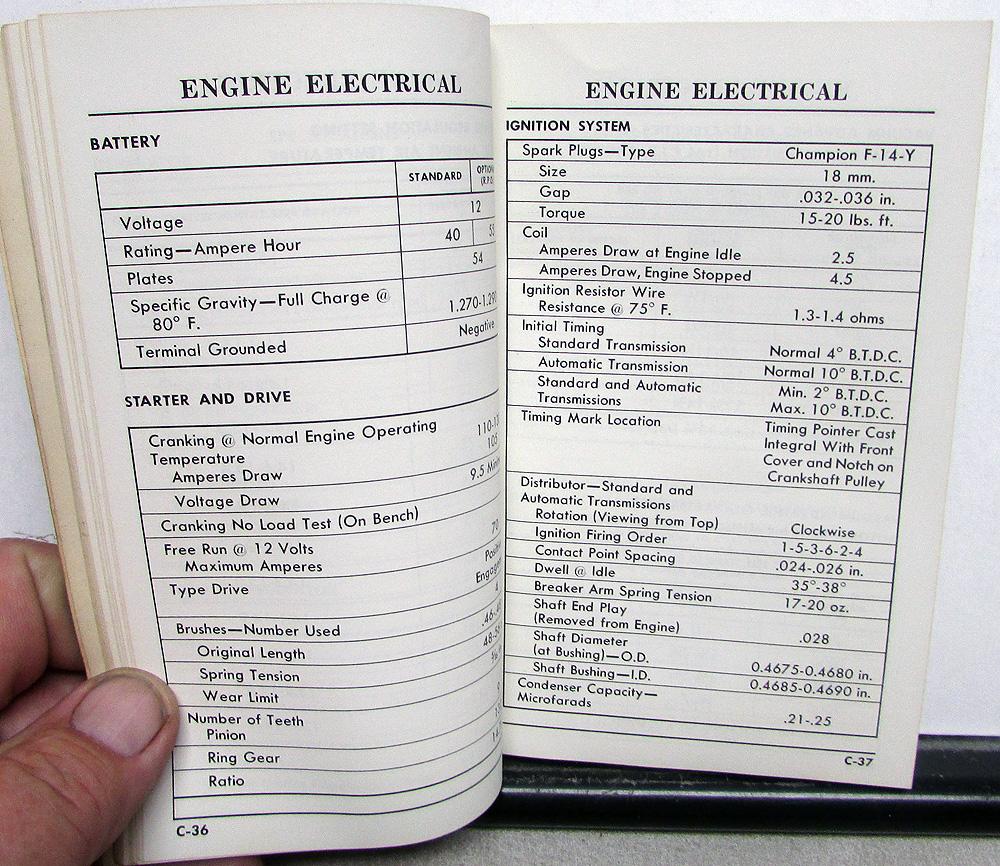 ENGINE ELECTRICAL
BATTERY
STANDARD
Voltage 12
Rating—Ampere Hour 40
Plates 54
Specific Gravity—Full Charge @
80° F. 1.270-1.290
Terminal Grounded Negative
STARTER AND DRIVE
Cranking @ Normal Engine Operating
Temperature
Amperes Draw
Voltage Draw
Cranking No Load Test (On Bench)
Free Run @ 12 Volts
Maximum Amperes 70
Type Drive
Brushes—Number Used 4
Original Length
Spring Tension
Wear Limit
Number of Teeth
Pinion
Ring Gear
Ratio
C-36
ENGINE ELECTRICAL
IGNITION SYSTEM
Spark Plugs—Type Champion F-14-Y
Size 18 mm.
Gap .032-.036 in.
Torque 15-20 lbs. ft.
Coil
Amperes Draw at Engine Idle 2.5
Amperes Draw, Engine Stopped 4.5
Ignition Resistor Wire
Resistance @ 75° F. 1.3-1.4 ohms
Initial Timing
Standard Transmission Normal 4° B.T.D.C.
Automatic Transmission Normal 10° B.T.D.C.
Standard and Automatic Min. 2° B.T.D.C.
Transmissions Max. 10° B.T.D.C.
Timing Mark Location Timing Pointer Cast
Integral With Front
Cover and Notch on
Crankshaft Pulley
Distributor—Standard and
Automatic Transmissions
Rotation (Viewing from Top) Clockwise
Ignition Firing Order 1-5-3-6-2-4
Contact Point Spacing .024-.026 in.
Dwell @ Idle 35°-38°
Breaker Arm Spring Tension 17-20 oz.
Shaft End Play
(Removed from Engine) .028
Shaft Diameter
(at Bushing)—O.D. 0.4675-0.4680 in.
Shaft Bushing—I.D. 0.4685-0.4690 in.
Condenser Capacity—
Microfarads .21-.25
C-37